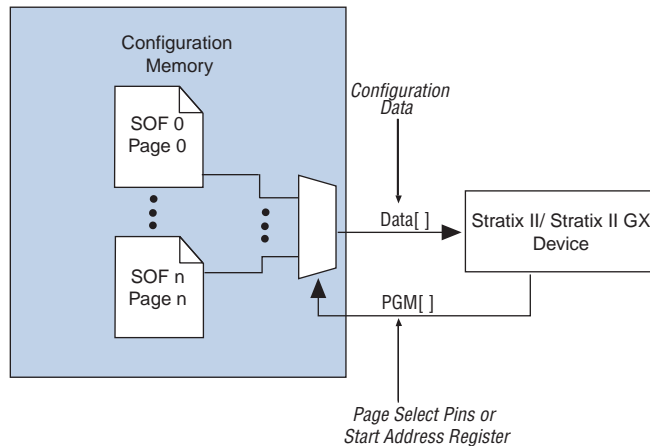 Configuration
Memory
SOF 0
Page 0
SOF n
Page n
Configuration
Data
Data[ ]
Stratix II/ Stratix II GX
Device
PGM[ ]
Page Select Pins or
Start Address Register